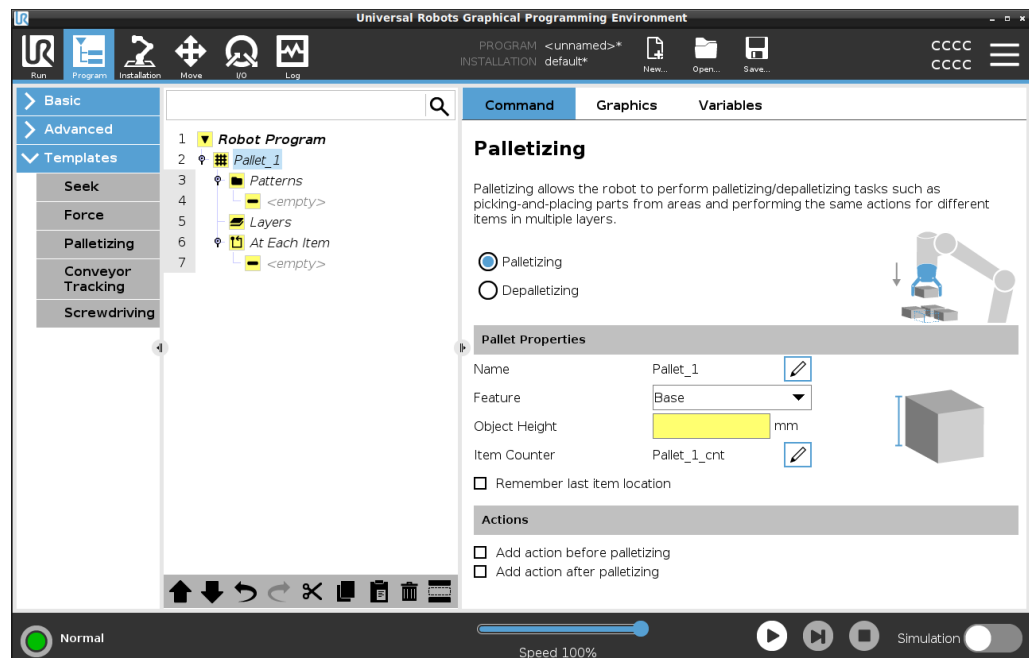 Universal Robots Graphical Programming Environment
UR
Run
Program
Installation
Move
I/O
Log
PROGRAM <unnamed>*
INSTALLATION default*
New...
Open...
Save...
cccc
cccc
Basic
Advanced
Templates
Seek
Force
Palletizing
Conveyor
Tracking
Screwdriving
1 Robot Program
2 Pallet_1
3 Patterns
4 <empty>
5 Layers
6 At Each Item
7 <empty>
Command Graphics Variables
Palletizing
Palletizing allows the robot to perform palletizing/depalletizing tasks such as
picking-and-placing parts from areas and performing the same actions for different
items in multiple layers.
Palletizing
Depalletizing
Pallet Properties
Name Pallet_1
Feature Base
Object Height mm
Item Counter Pallet_1_cnt
Remember last item location
Actions
Add action before palletizing
Add action after palletizing
Normal
Speed 100%
Simulation